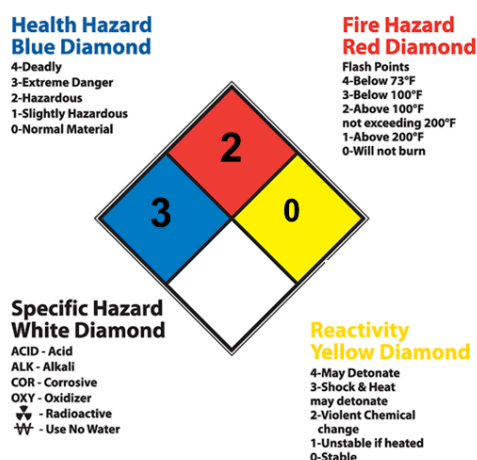 Health Hazard
Blue Diamond
4-Deadly
3-Extreme Danger
2-Hazardous
1-Slightly Hazardous
0-Normal Material
Fire Hazard
Red Diamond
Flash Points
4-Below 73°F
3-Below 100°F
2-Above 100°F
not exceeding 200°F
1-Above 200°F
0-Will not burn
2
3
0
Specific Hazard
White Diamond
ACID - Acid
ALK - Alkali
COR - Corrosive
OXY - Oxidizer
- Radioactive
W - Use No Water
Reactivity
Yellow Diamond
4-May Detonate
3-Shock & Heat
may detonate
2-Violent Chemical
change
1-Unstable if heated
0-Stable